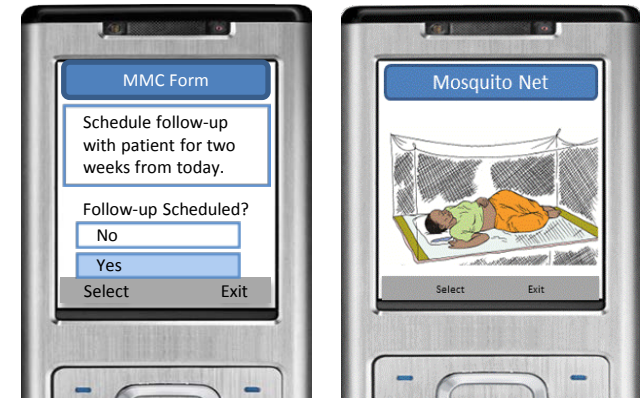 MMC Form
Schedule follow-up
with patient for two
weeks from today.
Follow-up Scheduled?
No
Yes
Select Exit
Mosquito Net
Select Exit